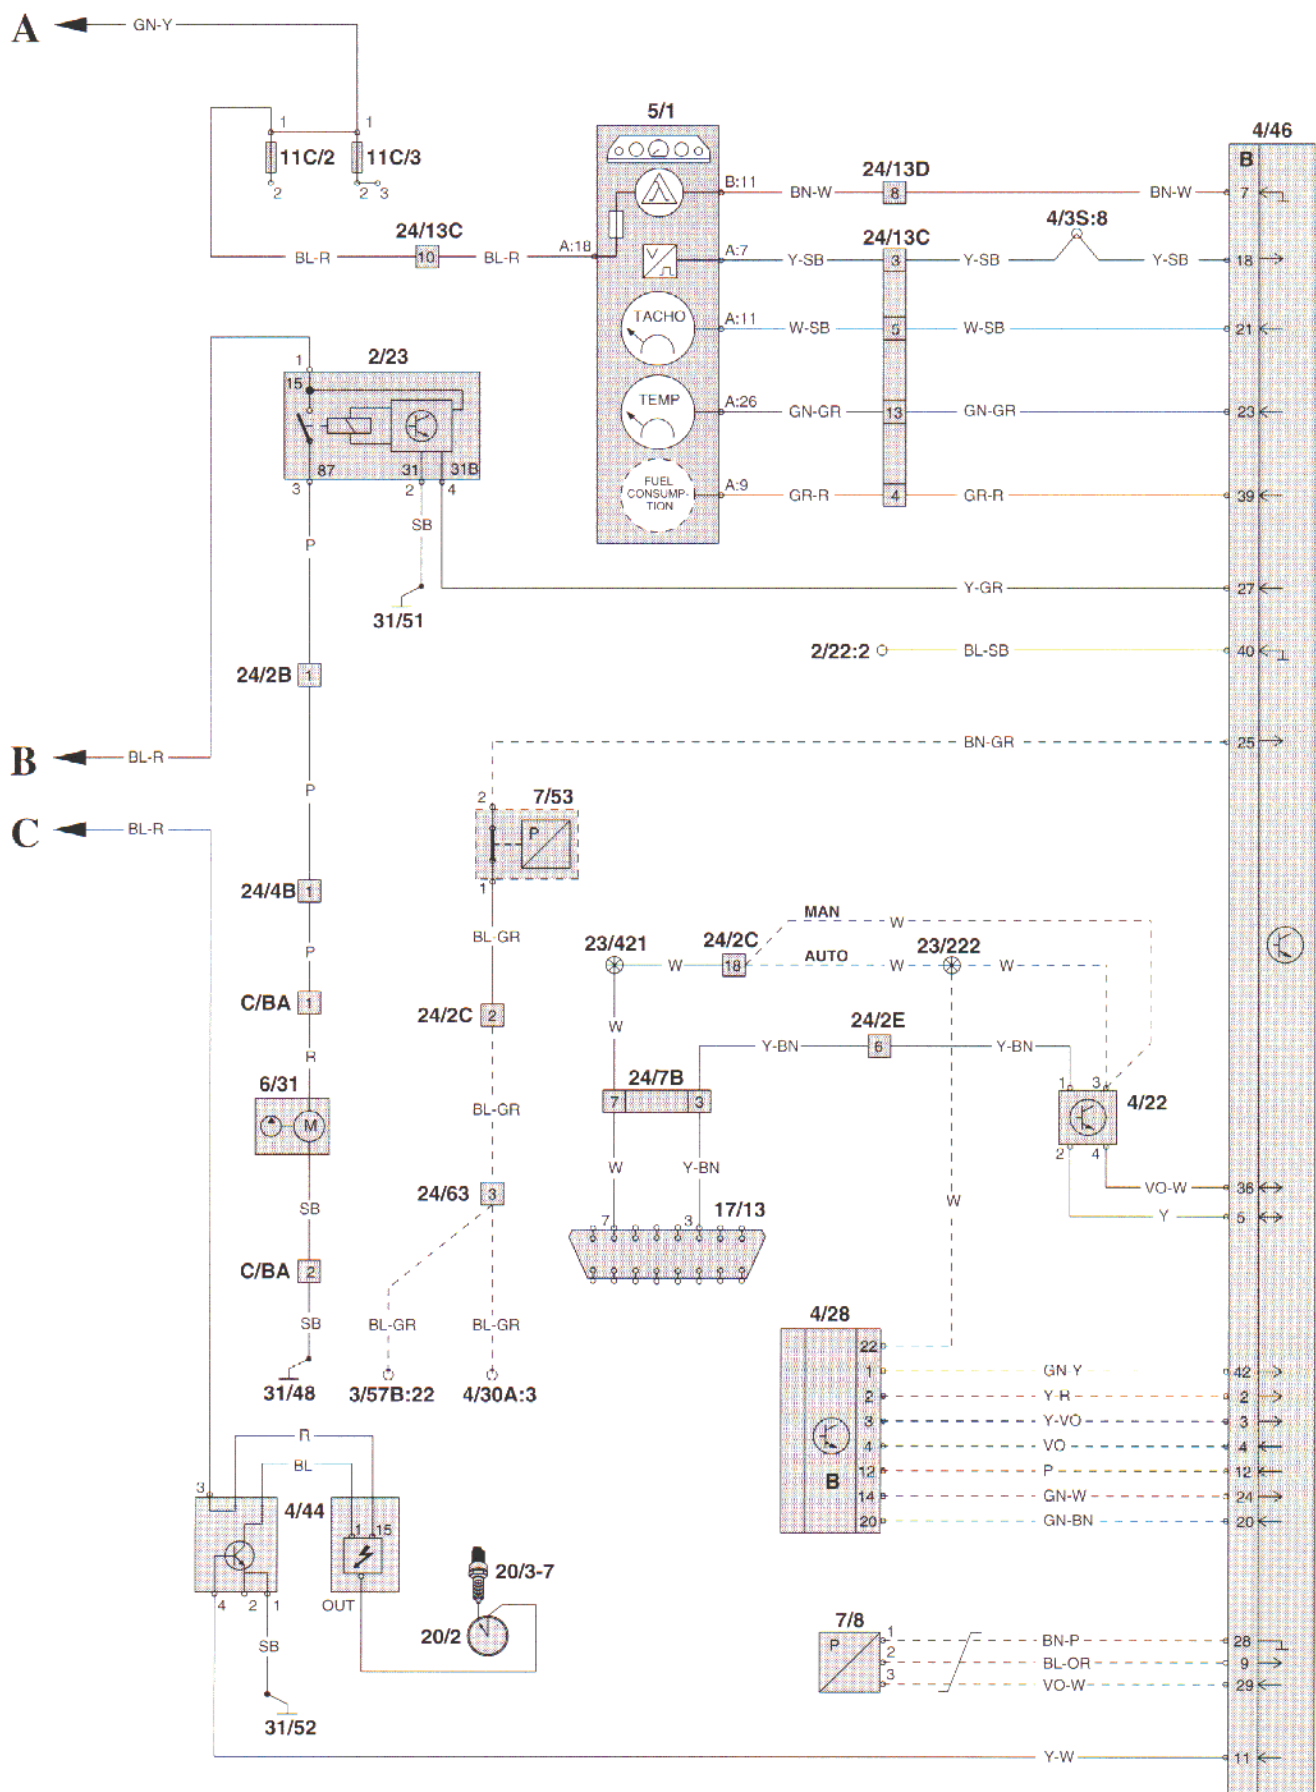 A GN-Y
5/1
4/46
1 1
11C/2 11C/3
2 2 3
B
B:11 BN-W 24/13D 8 BN-W 7
4/3S:8
24/13C 24/13C
BL-R 10 BL-R A:18
A:7 Y-SB 3 Y-SB Y-SB 18
TACHO A:11 W-SB 5 W-SB 21
1 2/23
15
TEMP A:26 GN-GR 13 GN-GR 23
87 31 31B
3 2 4
FUEL
CONSUMP-
TION
A:9 GR-R 4 GR-R 39
SB
P
Y-GR 27
31/51
2/22:2 BL-SB 40
24/2B 1
BN-GR 25
B BL-R
P
2 7/53
P
C BL-R
1
24/4B 1
MAN W
BL-GR
23/421 24/2C 23/222
P
W 18 AUTO W W
C/BA 1
24/2C 2
W
24/2E
R
Y-BN 6 Y-BN
6/31
24/7B
1 3
M
BL-GR
7 3
4/22
2 4
W Y-BN
24/63 3
VO-W 36
SB
W
7 3 17/13
Y 5
C/BA 2
SB
BL-GR BL-GR
4/28
22
31/48
3/57B:22 4/30A:3
1 GN-Y 42
2 Y-R 2
3 Y-VO 3
R
4 VO 4
BL
12 P 12
B
3 4/44
14 GN-W 24
1 15
20 GN-BN 20
20/3-7
4 2 1
OUT
20/2
7/8
SB
P
1 BN-P 28
2 BL-OR 9
3 VO-W 29
31/52
Y-W 11